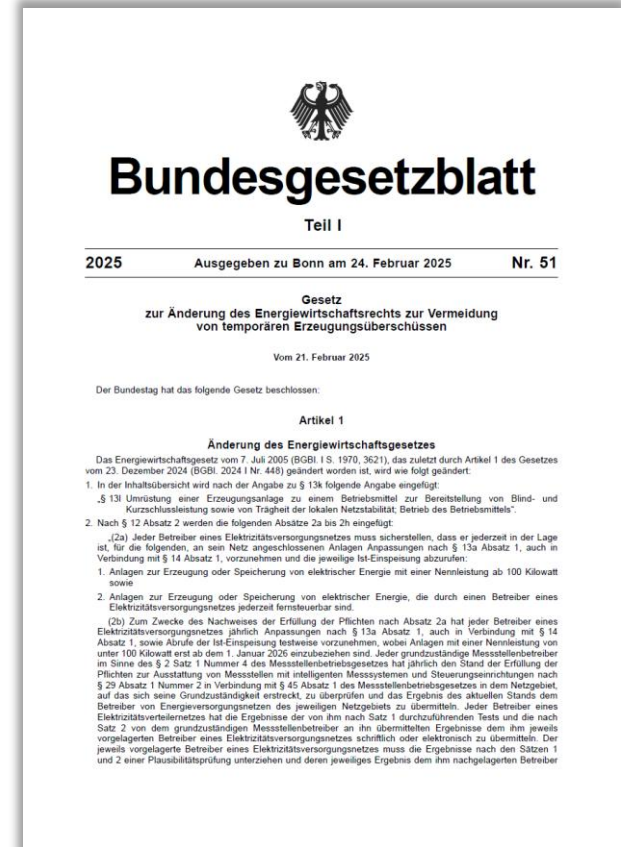 Bundesgesetzblatt
Teil I
2025 Ausgegeben zu Bonn am 24. Februar 2025 Nr. 51
Gesetz
zur Änderung des Energiewirtschaftsrechts zur Vermeidung
von temporären Erzeugungsüberschüssen
Vom 21. Februar 2025
Der Bundestag hat das folgende Gesetz beschlossen:
Artikel 1
Änderung des Energiewirtschaftsgesetzes
Das Energiewirtschaftsgesetz vom 7. Juli 2005 (BGBl. I S. 1970, 3621), das zuletzt durch Artikel 1 des Gesetzes
vom 23. Dezember 2024 (BGBl. 2024 I Nr. 448) geändert worden ist, wird wie folgt geändert:
1. In der Inhaltsübersicht wird nach der Angabe zu § 13k folgende Angabe eingefügt:
„§ 13l Umrüstung einer Erzeugungsanlage zu einem Betriebsmittel zur Bereitstellung von Blind- und
Kurzschlussleistung sowie von Trägheit der lokalen Netzstabilität; Betrieb des Betriebsmittels“.
2. Nach § 12 Absatz 2 werden die folgenden Absätze 2a bis 2h eingefügt:
„(2a) Jeder Betreiber eines Elektrizitätsversorgungsnetzes muss sicherstellen, dass er jederzeit in der Lage
ist, für die folgenden, an sein Netz angeschlossenen Anlagen Anpassungen nach § 13a Absatz 1, auch in
Verbindung mit § 14 Absatz 1, vorzunehmen und die jeweilige Ist-Einspeisung abzurufen:
1. Anlagen zur Erzeugung oder Speicherung von elektrischer Energie mit einer Nennleistung ab 100 Kilowatt
sowie
2. Anlagen zur Erzeugung oder Speicherung von elektrischer Energie, die durch einen Betreiber eines
Elektrizitätsversorgungsnetzes jederzeit fernsteuerbar sind.
(2b) Zum Zwecke des Nachweises der Erfüllung der Pflichten nach Absatz 2a hat jeder Betreiber eines
Elektrizitätsversorgungsnetzes jährlich Anpassungen nach § 13a Absatz 1, auch in Verbindung mit § 14
Absatz 1, sowie Abrufe der Ist-Einspeisung testweise vorzunehmen, wobei Anlagen mit einer Nennleistung von
unter 100 Kilowatt erst ab dem 1. Januar 2026 einzubeziehen sind. Jeder grundzuständige Messstellenbetreiber
im Sinne des § 2 Satz 1 Nummer 4 des Messstellenbetriebsgesetzes hat jährlich den Stand der Erfüllung der
Pflichten zur Ausstattung von Messstellen mit intelligenten Messsystemen und Steuerungseinrichtungen nach
§ 29 Absatz 1 Nummer 2 in Verbindung mit § 45 Absatz 1 des Messstellenbetriebsgesetzes in dem Netzgebiet,
auf das sich seine Grundzuständigkeit erstreckt, zu überprüfen und das Ergebnis des aktuellen Stands dem
Betreiber von Energieversorgungsnetzen des jeweiligen Netzgebiets zu übermitteln. Jeder Betreiber eines
Elektrizitätsverteilernetzes hat die Ergebnisse der von ihm nach Satz 1 durchzuführenden Tests und die nach
Satz 2 von dem grundzuständigen Messstellenbetreiber an ihn übermittelten Ergebnisse dem ihm jeweils
vorgelagerten Betreiber eines Elektrizitätsversorgungsnetzes schriftlich oder elektronisch zu übermitteln. Der
jeweils vorgelagerte Betreiber eines Elektrizitätsversorgungsnetzes muss die Ergebnisse nach den Sätzen 1
und 2 einer Plausibilitätsprüfung unterziehen und deren jeweiliges Ergebnis dem ihm nachgelagerten Betreiber